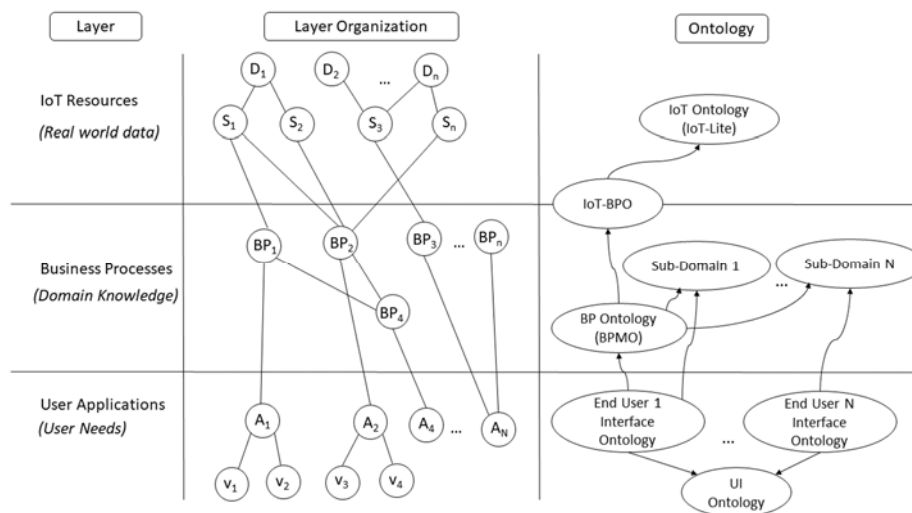 Layer
Layer Organization
Ontology
IoT Resources
(Real world data)
D1
D2
...
Dn
S1
S2
S3
Sn
IoT Ontology
(IoT-Lite)
IoT-BPO
Business Processes
(Domain Knowledge)
BP1
BP2
BP3
...
BPn
BP4
Sub-Domain 1
...
Sub-Domain N
BP Ontology
(BPMO)
User Applications
(User Needs)
A1
A2
A4
...
AN
v1
v2
v3
v4
End User 1
Interface
Ontology
...
End User N
Interface
Ontology
UI
Ontology